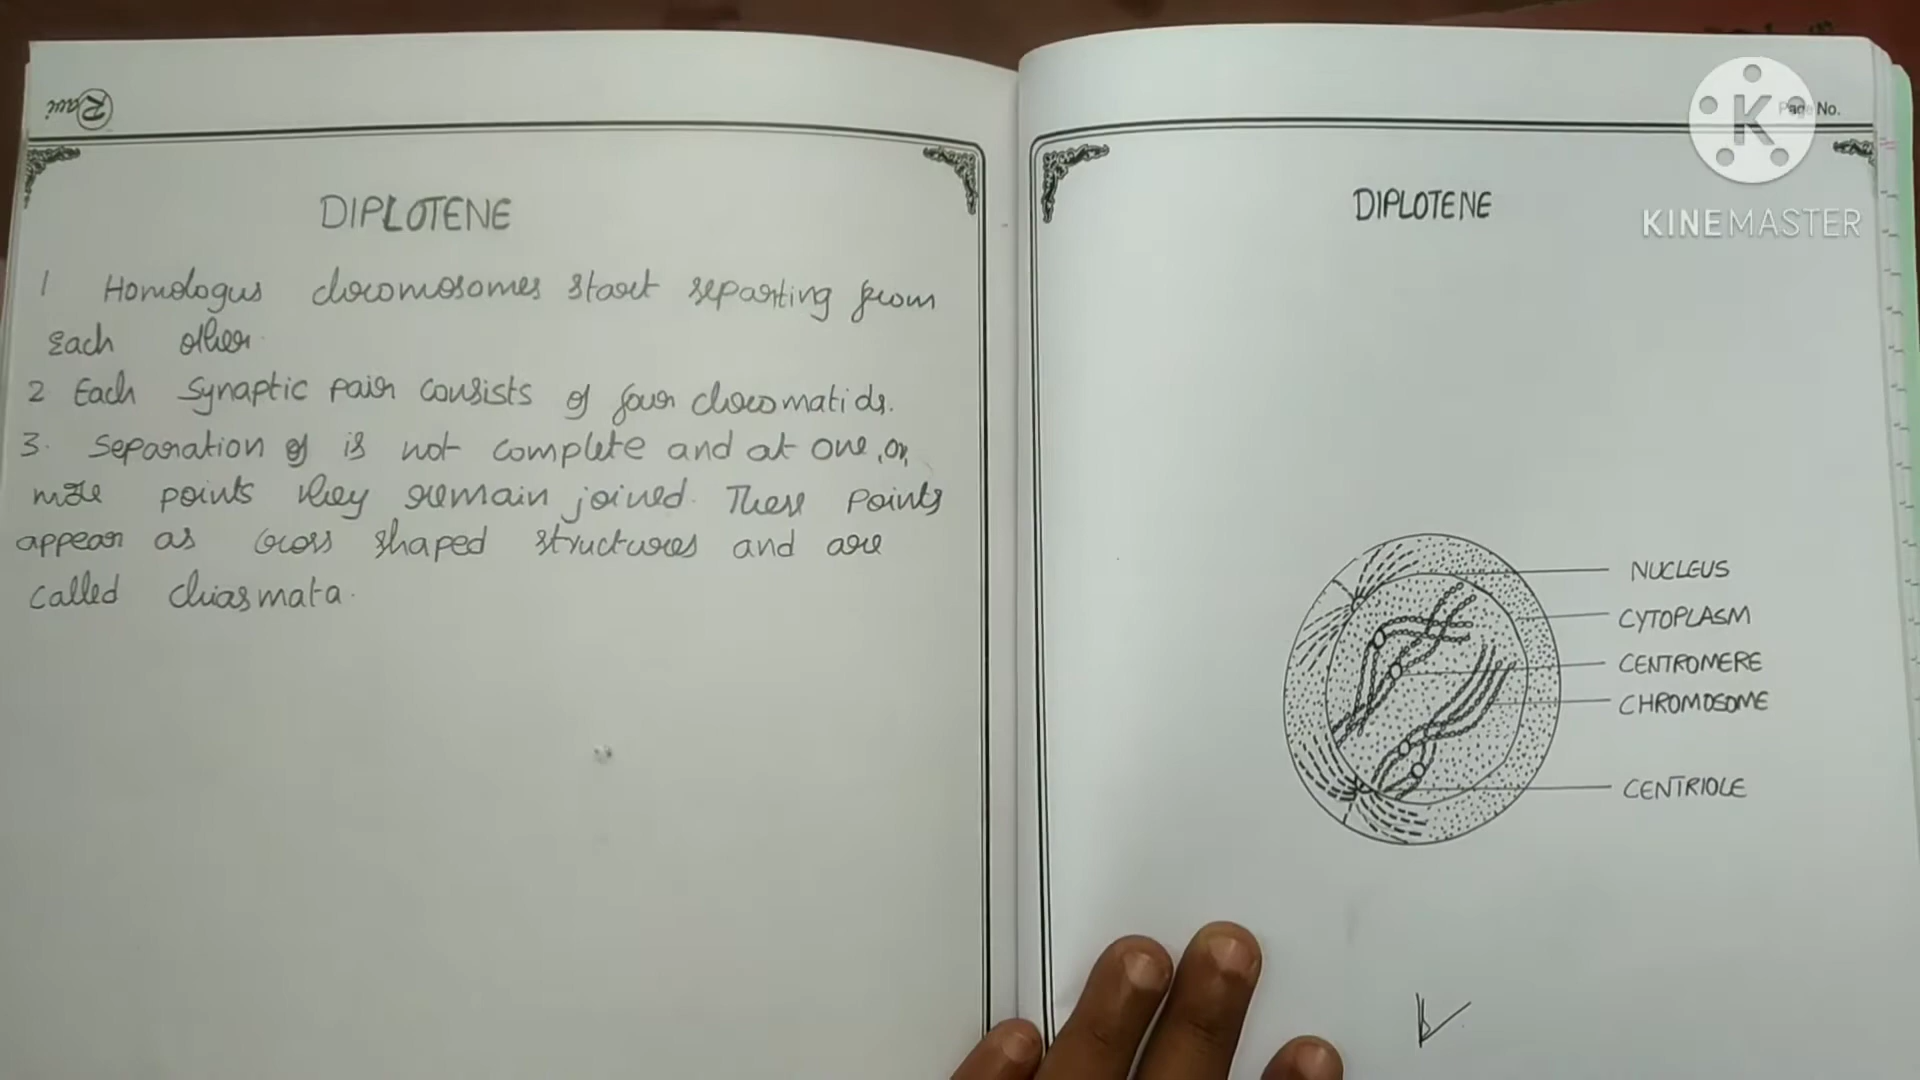 Ravi
DIPLOTENE
1 Homologus chromosomes start separting from
Each other.
2 Each Synaptic pair consists of four chromatids.
3. Separation of is not complete and at one, or
more points they remain joined. These points
appear as cross shaped structures and are
called chiasmata.
Page No.
K
KINEMASTER
DIPLOTENE
NUCLEUS
CYTOPLASM
CENTROMERE
CHROMOSOME
CENTRIOLE